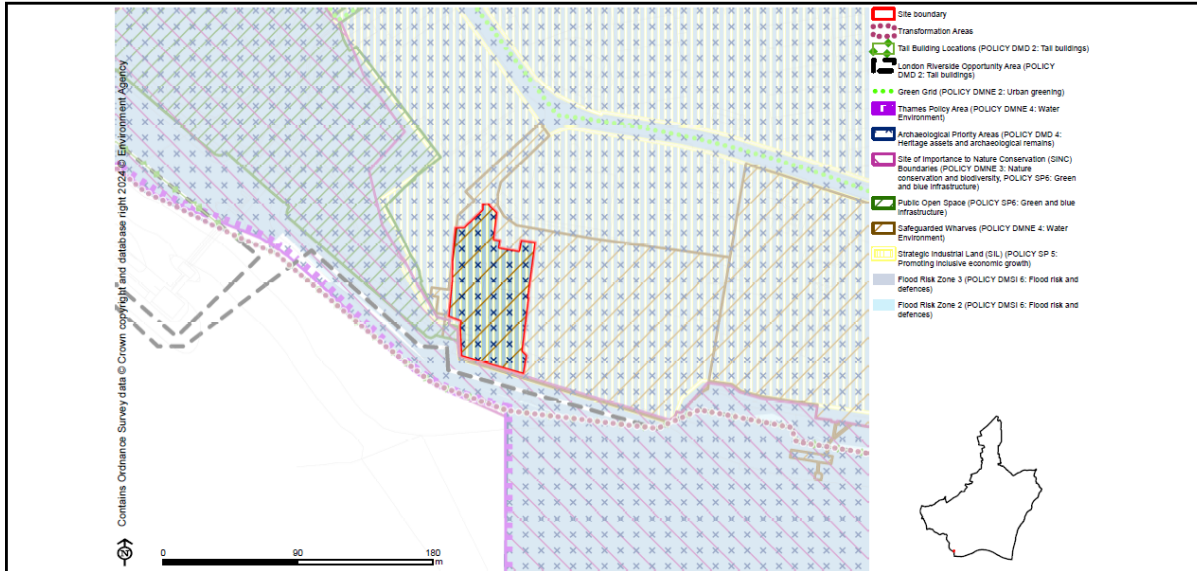 Contains Ordnance Survey data © Crown copyright and database right 2024 © Environment Agency
Site boundary
Transformation Areas
Tall Building Locations (POLICY DMD 2: Tall buildings)
London Riverside Opportunity Area (POLICY
DMD 2: Tall buildings)
Green Grid (POLICY DMNE 2: Urban greening)
Thames Policy Area (POLICY DMNE 4: Water
Environment)
Archaeological Priority Areas (POLICY DMD 4:
Heritage assets and archaeological remains)
Site of Importance to Nature Conservation (SINC)
Boundaries (POLICY DMNE 3: Nature
conservation and biodiversity, POLICY SP6: Green
and blue infrastructure)
Public Open Space (POLICY SP6: Green and blue
infrastructure)
Safeguarded Wharves (POLICY DMNE 4: Water
Environment)
Strategic Industrial Land (SIL) (POLICY SP 5:
Promoting inclusive economic growth)
Flood Risk Zone 3 (POLICY DMSI 6: Flood risk and
defences)
Flood Risk Zone 2 (POLICY DMSI 6: Flood risk and
defences)
N
0 90 180
m